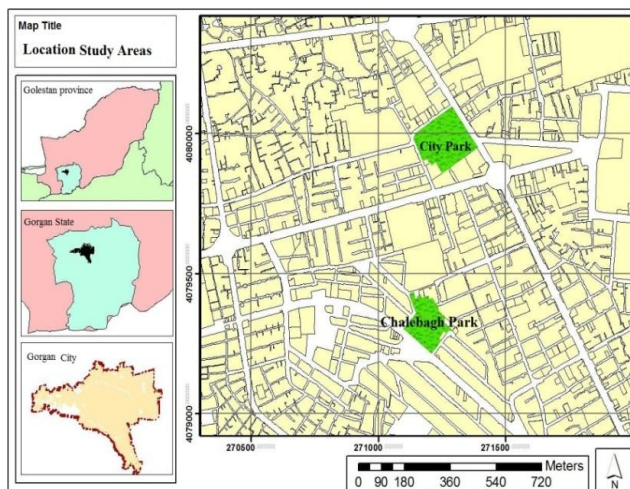 Map Title
Location Study Areas
Golestan province
Gorgan State
Gorgan City
City Park
Chalebagh Park
4080000
4079500
4079000
270500
271000
271500
Meters
0 90 180 360 540 720
N